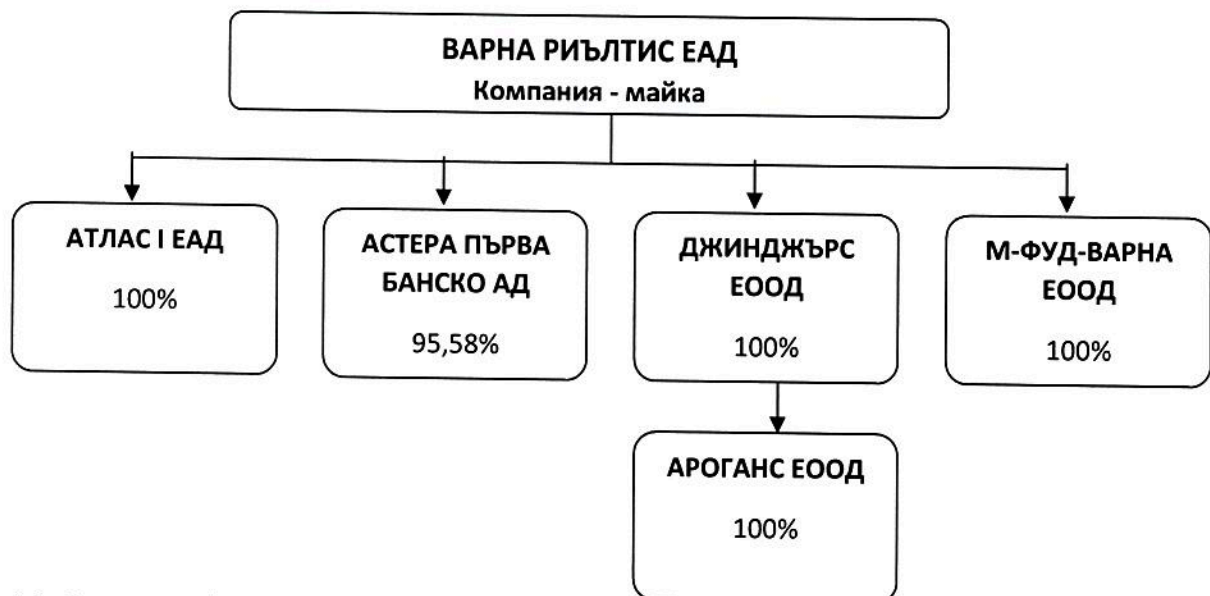 ВАРНА РИЪЛТИС ЕАД
Компания - майка
АТЛАС I ЕАД
100%
АСТЕРА ПЪРВА
БАНСКО АД
95,58%
ДЖИНДЖЪРС
ЕООД
100%
М-ФУД-ВАРНА
ЕООД
100%
АРОГАНС ЕООД
100%